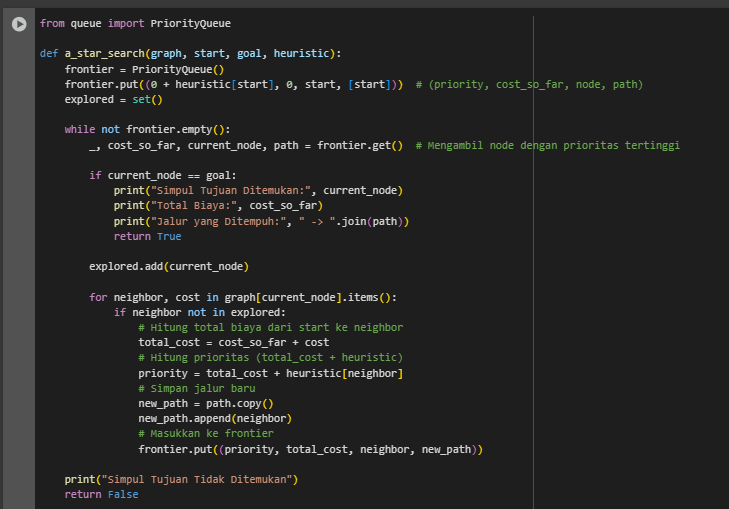 from queue import PriorityQueue
def a_star_search(graph, start, goal, heuristic):
    frontier = PriorityQueue()
    frontier.put((0 + heuristic[start], 0, start, [start]))  # (priority, cost_so_far, node, path)
    explored = set()
    while not frontier.empty():
        _, cost_so_far, current_node, path = frontier.get()  # Mengambil node dengan prioritas tertinggi
        if current_node == goal:
            print("Simpul Tujuan Ditemukan:", current_node)
            print("Total Biaya:", cost_so_far)
            print("Jalur yang Ditempuh:", " -> ".join(path))
            return True
        explored.add(current_node)
        for neighbor, cost in graph[current_node].items():
            if neighbor not in explored:
                # Hitung total biaya dari start ke neighbor
                total_cost = cost_so_far + cost
                # Hitung prioritas (total_cost + heuristic)
                priority = total_cost + heuristic[neighbor]
                # Simpan jalur baru
                new_path = path.copy()
                new_path.append(neighbor)
                # Masukkan ke frontier
                frontier.put((priority, total_cost, neighbor, new_path))
    print("Simpul Tujuan Tidak Ditemukan")
    return False